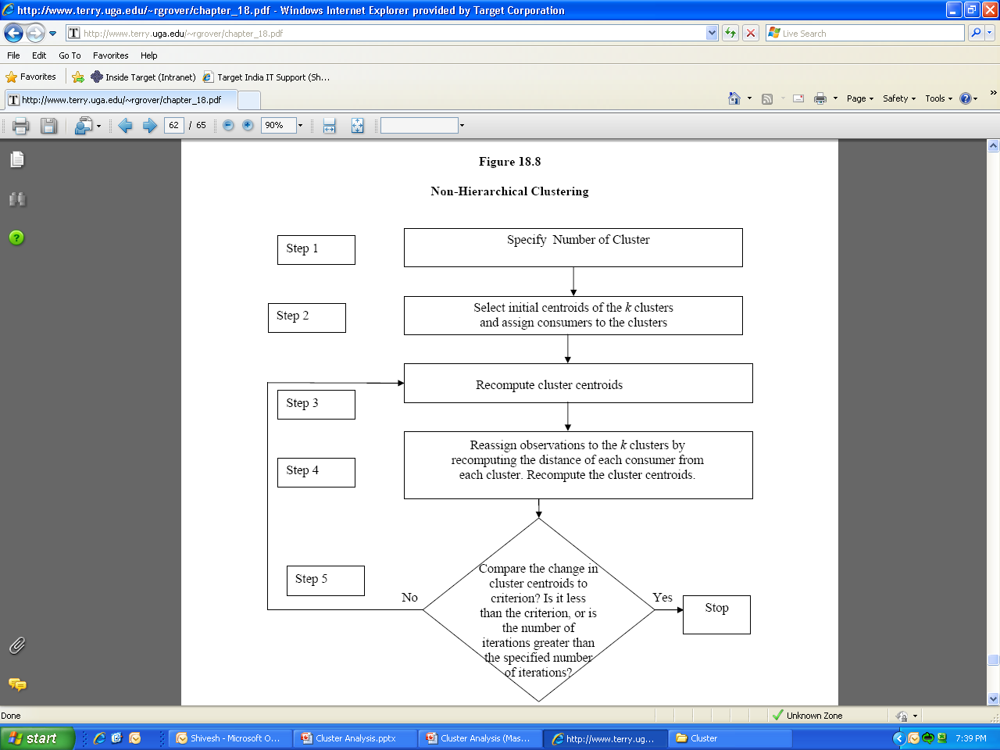 http://www.terry.uga.edu/~rgrover/chapter_18.pdf - Windows Internet Explorer provided by Target Corporation
http://www.terry.uga.edu/~rgrover/chapter_18.pdf
Live Search
File Edit Go To Favorites Help
Favorites Inside Target (Intranet) Target India IT Support (Sh...
http://www.terry.uga.edu/~rgrover/chapter_18.pdf
Page Safety Tools »
62 / 65 90%
Figure 18.8
Non-Hierarchical Clustering
Step 1
Specify Number of Cluster
Step 2
Select initial centroids of the k clusters
and assign consumers to the clusters
Step 3
Recompute cluster centroids
Step 4
Reassign observations to the k clusters by
recomputing the distance of each consumer from
each cluster. Recompute the cluster centroids.
Step 5
Compare the change in
cluster centroids to
criterion? Is it less
than the criterion, or is
the number of
iterations greater than
the specified number
of iterations?
No
Yes
Stop
Done
Unknown Zone
start
Shivesh - Microsoft O...
Cluster Analysis.pptx
Cluster Analysis (Mas...
http://www.terry.ug...
Cluster
7:39 PM